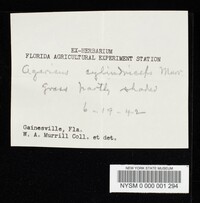 EX-HERBARIUM
FLORIDA AGRICULTURAL EXPERIMENT STATION
Agaricus cylindriceps Murr
Grass partly shaded
6-19-42
Gainesville, Fla.
W. A. Murrill Coll. et det.
NEW YORK STATE MUSEUM
NYSM 0 000 001 294